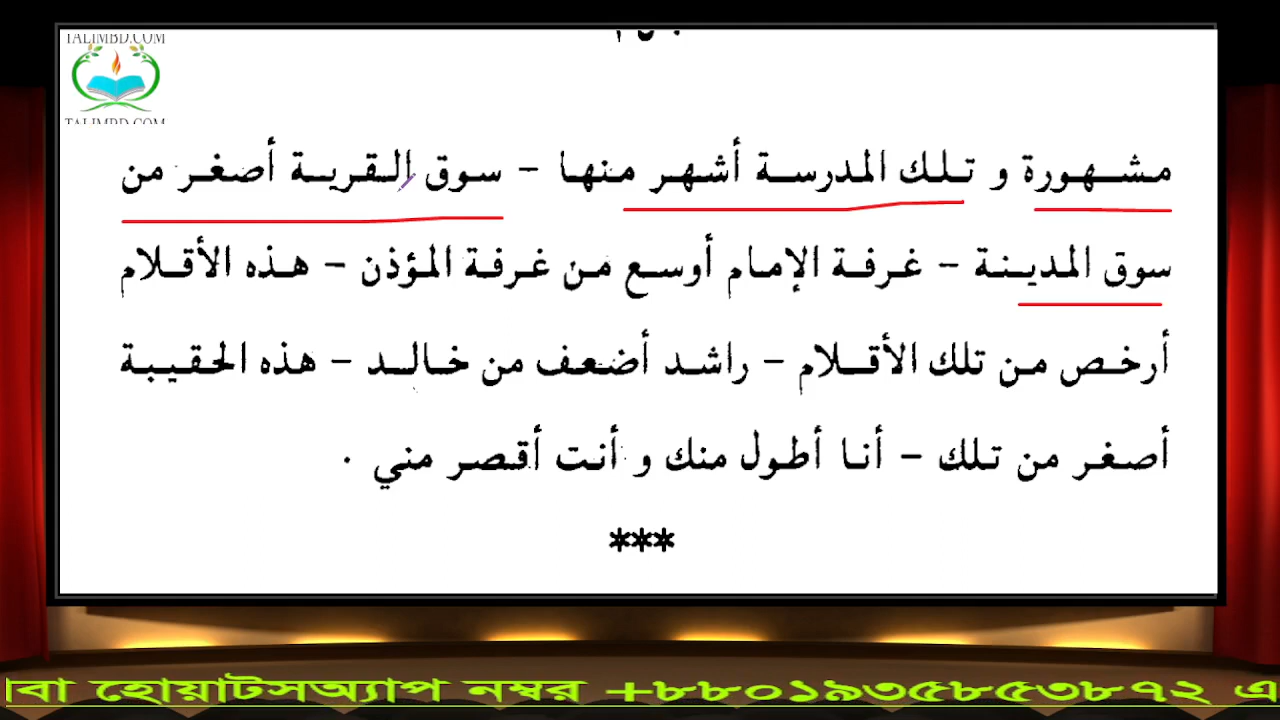 TALIMBD.COM
TALIMBD.COM
مشهورة و تلك المدرسة أشهر منها – سوق القرية أصغر من
سوق المدينة – غرفة الإمام أوسع من غرفة المؤذن – هذه الأقلام
أرخص من تلك الأقلام – راشد أضعف من خالد – هذه الحقيبة
أصغر من تلك – أنا أطول منك و أنت أقصر مني .
***
বা হোয়াটসঅ্যাপ নম্বর +৮৮০১৯৩৫৮৫৩৮৭২ এ